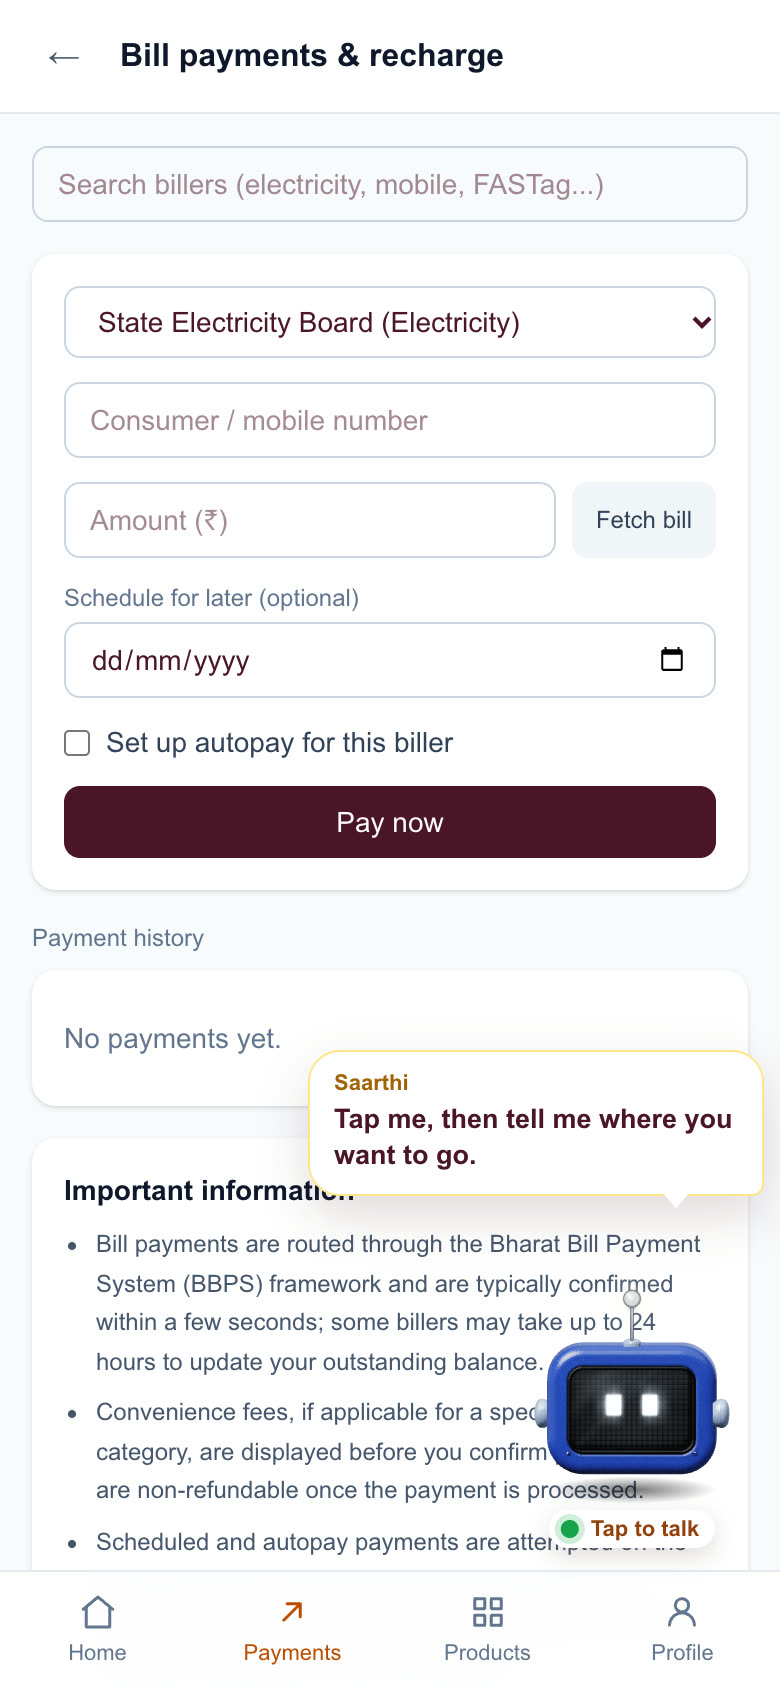 Bill payments & recharge
Search billers (electricity, mobile, FASTag...)
State Electricity Board (Electricity)
Consumer / mobile number
Amount (₹)
Fetch bill
Schedule for later (optional)
dd/mm/yyyy
Set up autopay for this biller
Pay now
Payment history
No payments yet.
Saarthi
Tap me, then tell me where you
want to go.
Important information
Bill payments are routed through the Bharat Bill Payment
System (BBPS) framework and are typically confirmed
within a few seconds; some billers may take up to 24
hours to update your outstanding balance.
Convenience fees, if applicable for a
category, are displayed before you confirm
are non-refundable once the payment is processed.
Scheduled and autopay payments are attempted on the
Tap to talk
Home
Payments
Products
Profile